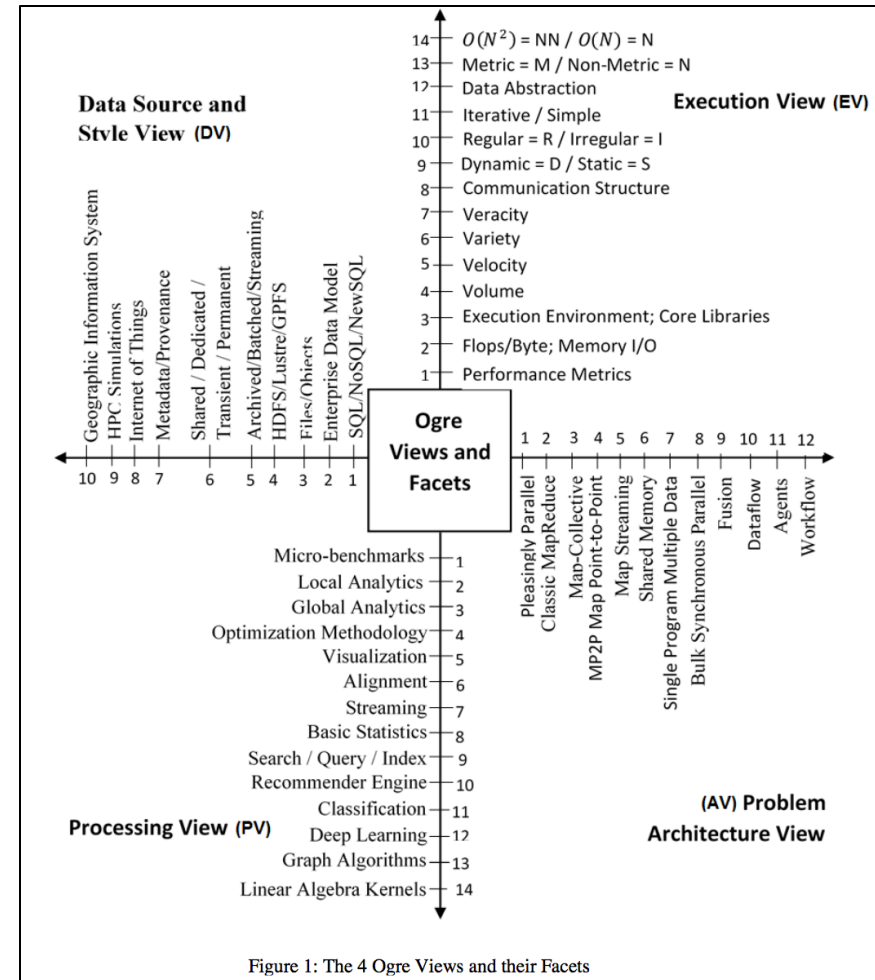 14 O(N²) = NN / O(N) = N
13 Metric = M / Non-Metric = N
12 Data Abstraction
11 Iterative / Simple
10 Regular = R / Irregular = I
9 Dynamic = D / Static = S
8 Communication Structure
7 Veracity
6 Variety
5 Velocity
4 Volume
3 Execution Environment; Core Libraries
2 Flops/Byte; Memory I/O
1 Performance Metrics
Data Source and
Style View (DV)
Execution View (EV)
Geographic Information System
HPC Simulations
Internet of Things
Metadata/Provenance
Shared / Dedicated /
Transient / Permanent
Archived/Batched/Streaming
HDFS/Lustre/GPFS
Files/Objects
Enterprise Data Model
SQL/NoSQL/NewSQL
10 9 8 7 6 5 4 3 2 1
Ogre
Views and
Facets
1 2 3 4 5 6 7 8 9 10 11 12
Pleasingly Parallel
Classic MapReduce
Map-Collective
MP2P Map Point-to-Point
Map Streaming
Shared Memory
Single Program Multiple Data
Bulk Synchronous Parallel
Fusion
Dataflow
Agents
Workflow
Micro-benchmarks 1
Local Analytics 2
Global Analytics 3
Optimization Methodology 4
Visualization 5
Alignment 6
Streaming 7
Basic Statistics 8
Search / Query / Index 9
Recommender Engine 10
Classification 11
Deep Learning 12
Graph Algorithms 13
Linear Algebra Kernels 14
Processing View (PV)
(AV) Problem
Architecture View
Figure 1: The 4 Ogre Views and their Facets